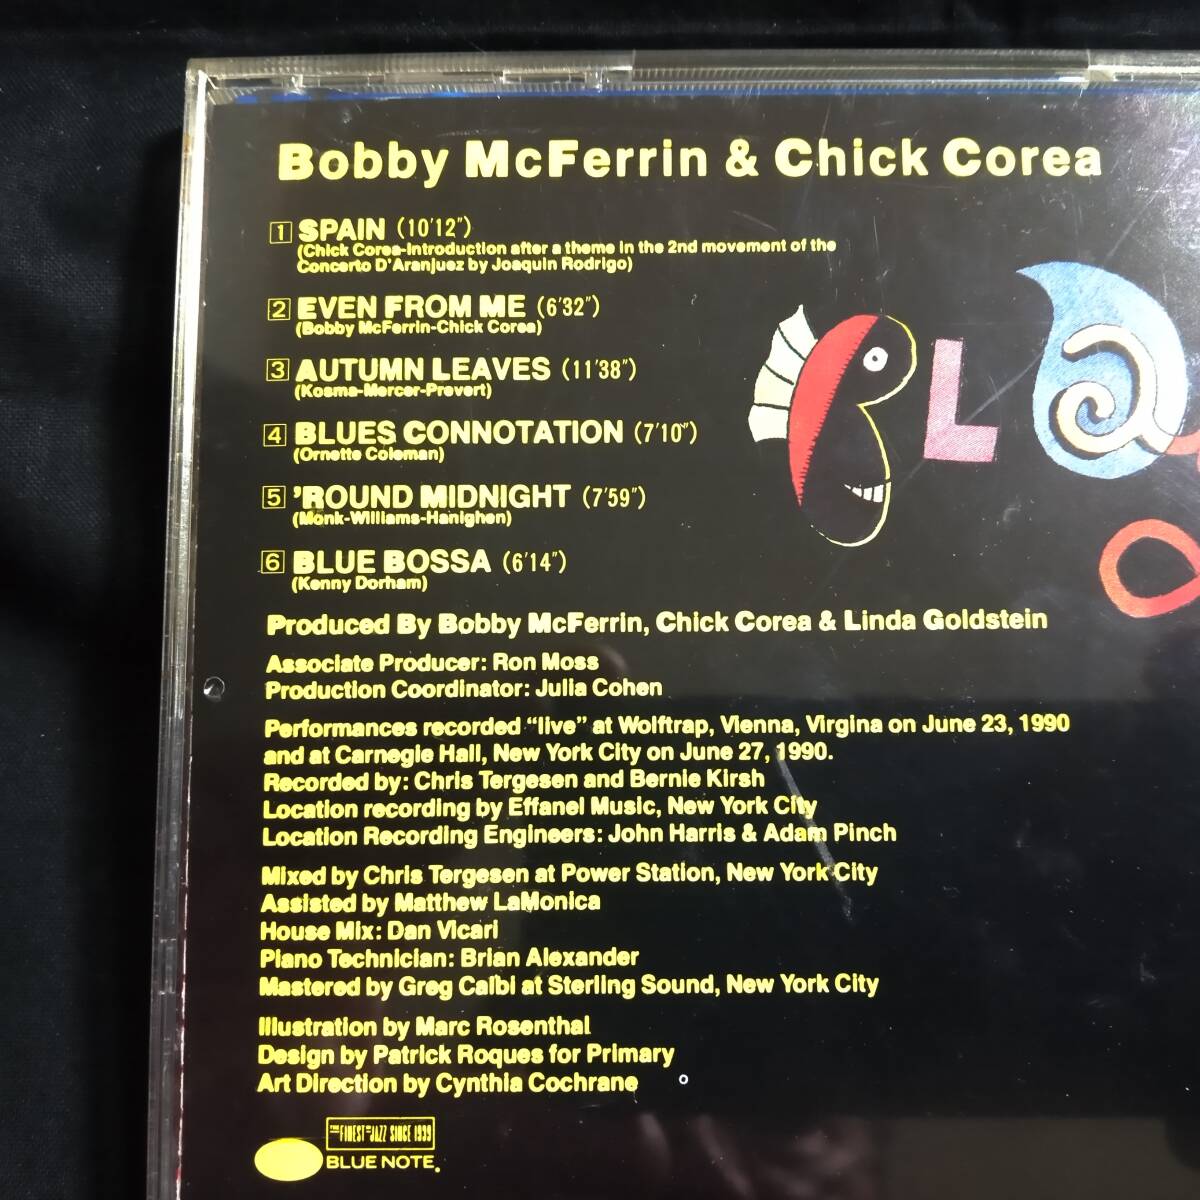 Bobby McFerrin & Chick Corea
1 SPAIN (10'12")
(Chick Corea-Introduction after a theme in the 2nd movement of the
Concerto D'Aranjuez by Joaquin Rodrigo)
2 EVEN FROM ME (6'32")
(Bobby McFerrin-Chick Corea)
3 AUTUMN LEAVES (11'38")
(Kosma-Mercer-Prevert)
4 BLUES CONNOTATION (7'10")
(Ornette Coleman)
5 'ROUND MIDNIGHT (7'59")
(Monk-Williams-Hanighen)
6 BLUE BOSSA (6'14")
(Kenny Dorham)
PLa
Produced By Bobby McFerrin, Chick Corea & Linda Goldstein
Associate Producer: Ron Moss
Production Coordinator: Julia Cohen
Performances recorded "live" at Wolftrap, Vienna, Virgina on June 23, 1990
and at Carnegie Hall, New York City on June 27, 1990.
Recorded by: Chris Tergesen and Bernie Kirsh
Location recording by Effanel Music, New York City
Location Recording Engineers: John Harris & Adam Pinch
Mixed by Chris Tergesen at Power Station, New York City
Assisted by Matthew LaMonica
House Mix: Dan Vicari
Piano Technician: Brian Alexander
Mastered by Greg Calbi at Sterling Sound, New York City
Illustration by Marc Rosenthal
Design by Patrick Roques for Primary
Art Direction by Cynthia Cochrane
THE FINEST IN JAZZ SINCE 1939
BLUE NOTE.